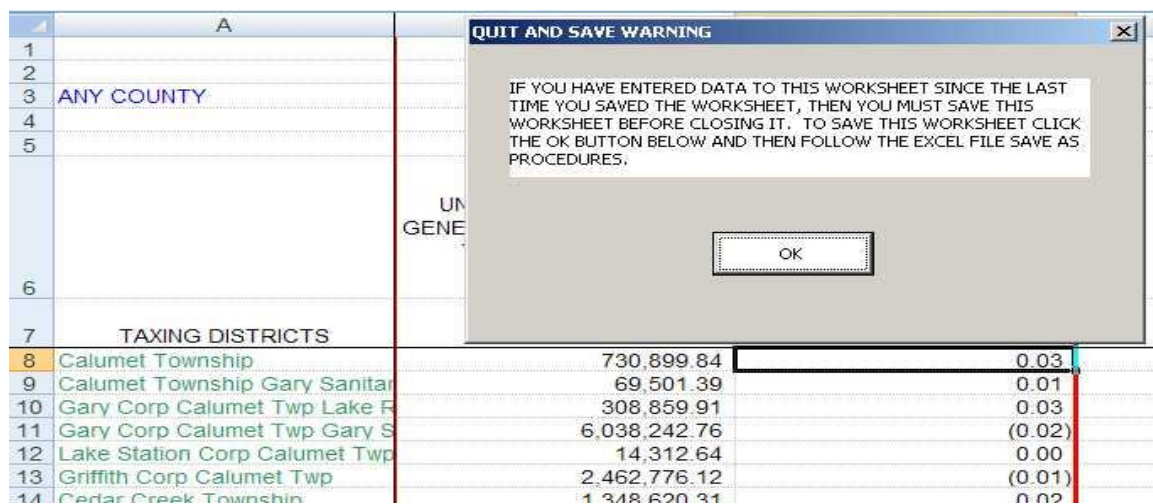 A
QUIT AND SAVE WARNING
1
2
3 ANY COUNTY
4
5
IF YOU HAVE ENTERED DATA TO THIS WORKSHEET SINCE THE LAST
TIME YOU SAVED THE WORKSHEET, THEN YOU MUST SAVE THIS
WORKSHEET BEFORE CLOSING IT. TO SAVE THIS WORKSHEET CLICK
THE OK BUTTON BELOW AND THEN FOLLOW THE EXCEL FILE SAVE AS
PROCEDURES.
UN
GENE
OK
6
7 TAXING DISTRICTS
8 Calumet Township 730,899.84 0.03
9 Calumet Township Gary Sanitar 69,501.39 0.01
10 Gary Corp Calumet Twp Lake R 308,859.91 0.03
11 Gary Corp Calumet Twp Gary S 6,038,242.76 (0.02)
12 Lake Station Corp Calumet Twp 14,312.64 0.00
13 Griffith Corp Calumet Twp 2,462,776.12 (0.01)
14 Cedar Creek Township 1,348,620.31 0.02